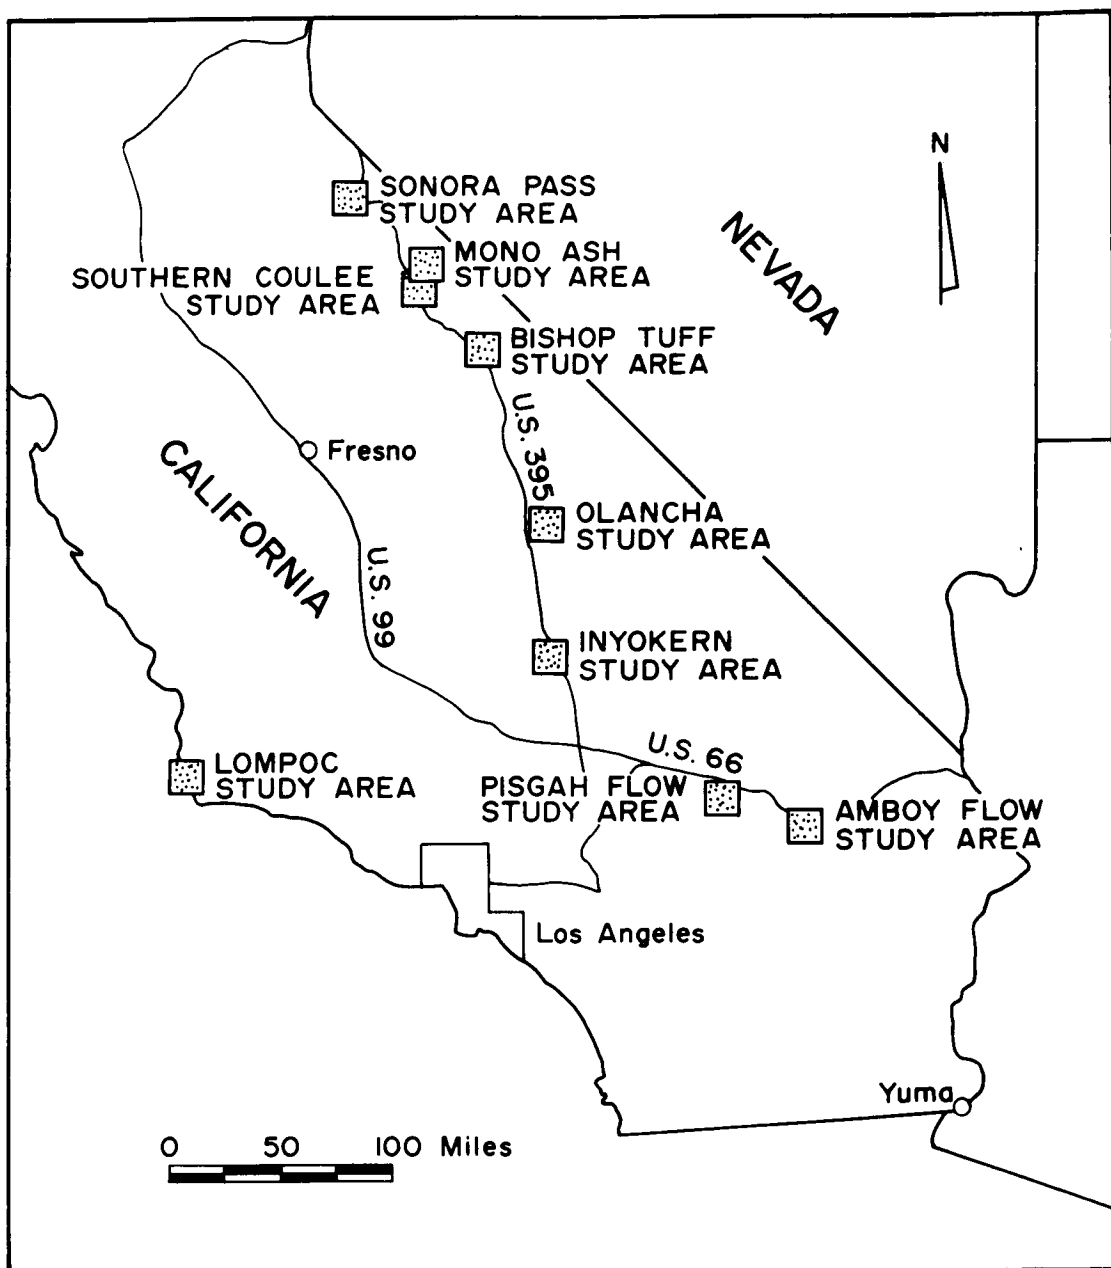 N
SONORA PASS
STUDY AREA
NEVADA
MONO ASH
STUDY AREA
SOUTHERN COULEE
STUDY AREA
BISHOP TUFF
STUDY AREA
U.S. 395
Fresno
CALIFORNIA
OLANCHA
STUDY AREA
U.S. 99
INYOKERN
STUDY AREA
U.S. 66
LOMPOC
STUDY AREA
PISGAH FLOW
STUDY AREA
AMBOY FLOW
STUDY AREA
Los Angeles
Yuma
0 50 100 Miles